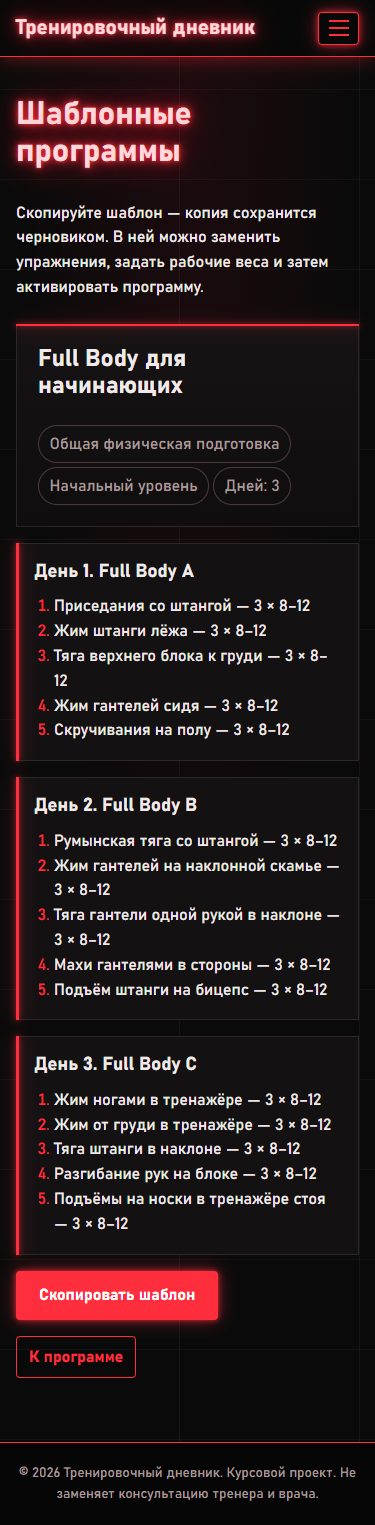 Тренировочный дневник
Шаблонные
программы
Скопируйте шаблон — копия сохранится
черновиком. В ней можно заменить
упражнения, задать рабочие веса и затем
активировать программу.
Full Body для
начинающих
Общая физическая подготовка
Начальный уровень
Дней: 3
День 1. Full Body A
1. Приседания со штангой — 3 × 8–12
2. Жим штанги лёжа — 3 × 8–12
3. Тяга верхнего блока к груди — 3 × 8–
12
4. Жим гантелей сидя — 3 × 8–12
5. Скручивания на полу — 3 × 8–12
День 2. Full Body B
1. Румынская тяга со штангой — 3 × 8–12
2. Жим гантелей на наклонной скамье —
3 × 8–12
3. Тяга гантели одной рукой в наклоне —
3 × 8–12
4. Махи гантелями в стороны — 3 × 8–12
5. Подъём штанги на бицепс — 3 × 8–12
День 3. Full Body C
1. Жим ногами в тренажёре — 3 × 8–12
2. Жим от груди в тренажёре — 3 × 8–12
3. Тяга штанги в наклоне — 3 × 8–12
4. Разгибание рук на блоке — 3 × 8–12
5. Подъёмы на носки в тренажёре стоя
— 3 × 8–12
Скопировать шаблон
К программе
© 2026 Тренировочный дневник. Курсовой проект. Не
заменяет консультацию тренера и врача.